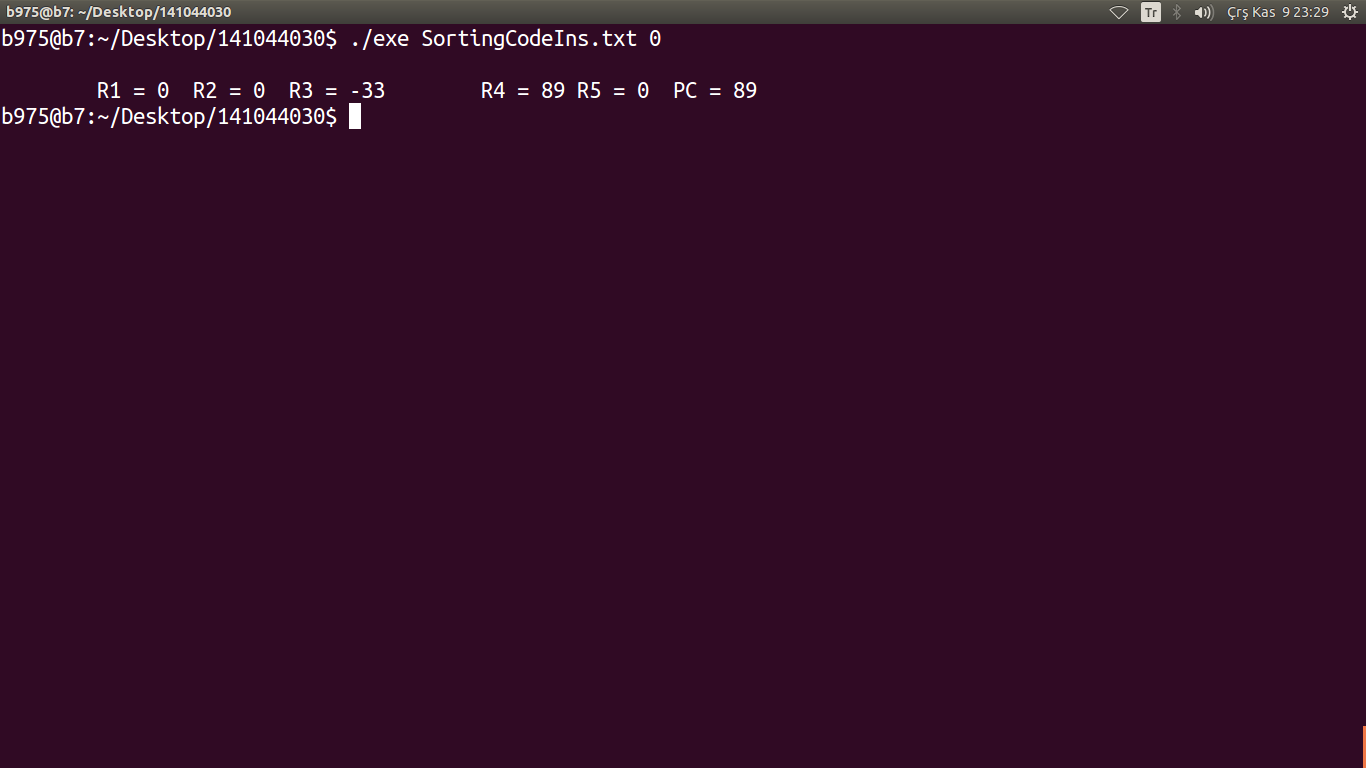 b975@b7: ~/Desktop/141044030 Tr Çrş Kas 9 23:29
b975@b7:~/Desktop/141044030$ ./exe SortingCodeIns.txt 0
R1 = 0 R2 = 0 R3 = -33 R4 = 89 R5 = 0 PC = 89
b975@b7:~/Desktop/141044030$